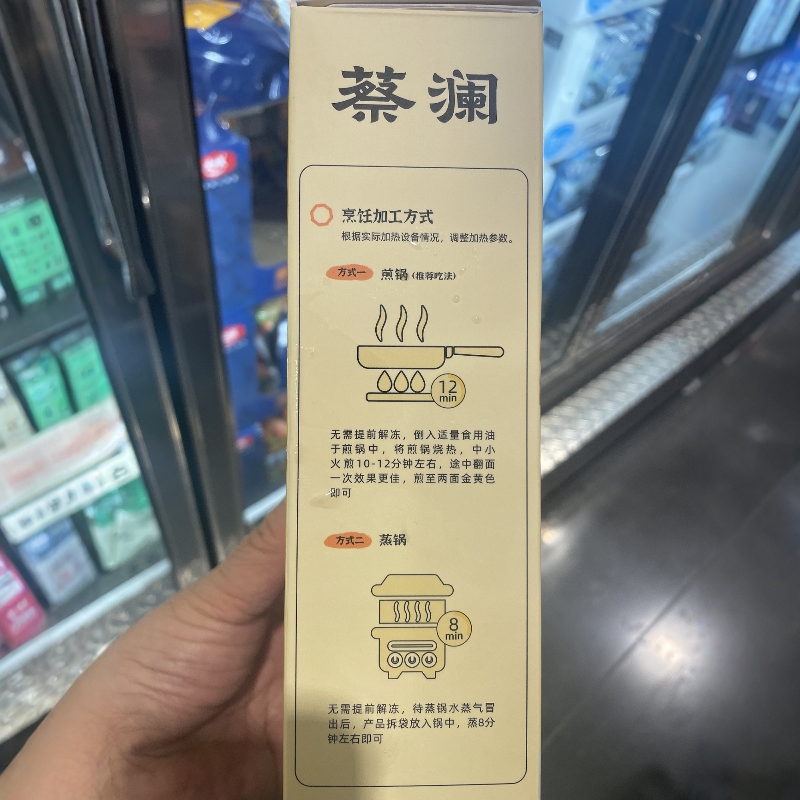 蔡澜
烹饪加工方式
根据实际加热设备情况，调整加热参数。
方式一 煎锅(推荐吃法)
12
min
无需提前解冻，倒入适量食用油
于煎锅中，将煎锅烧热，中小
火煎10-12分钟左右，途中翻面
一次效果更佳，煎至两面金黄色
即可
方式二 蒸锅
8
min
无需提前解冻，待蒸锅水蒸气冒
出后，产品拆袋放入锅中，蒸8分
钟左右即可